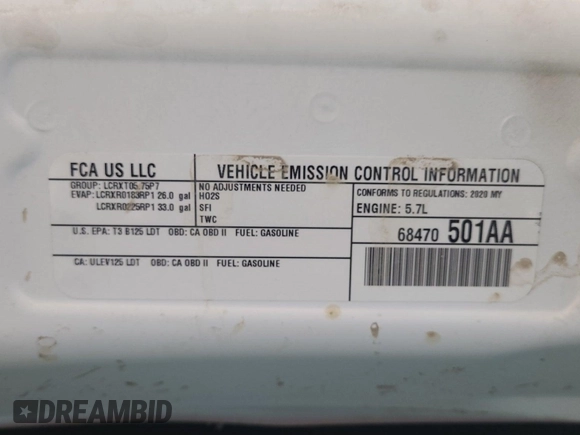 FCA US LLC
VEHICLE EMISSION CONTROL INFORMATION
GROUP: LCRXT05.75P7
EVAP: LCRXR0183RP1 26.0 gal
LCRXR0225RP1 33.0 gal
NO ADJUSTMENTS NEEDED
HO2S
SFI
TWC
CONFORMS TO REGULATIONS: 2020 MY
ENGINE: 5.7L
U.S. EPA: T3 B125 LDT OBD: CA OBD II FUEL: GASOLINE
CA: ULEV125 LDT OBD: CA OBD II FUEL: GASOLINE
68470 501AA
DREAMBID